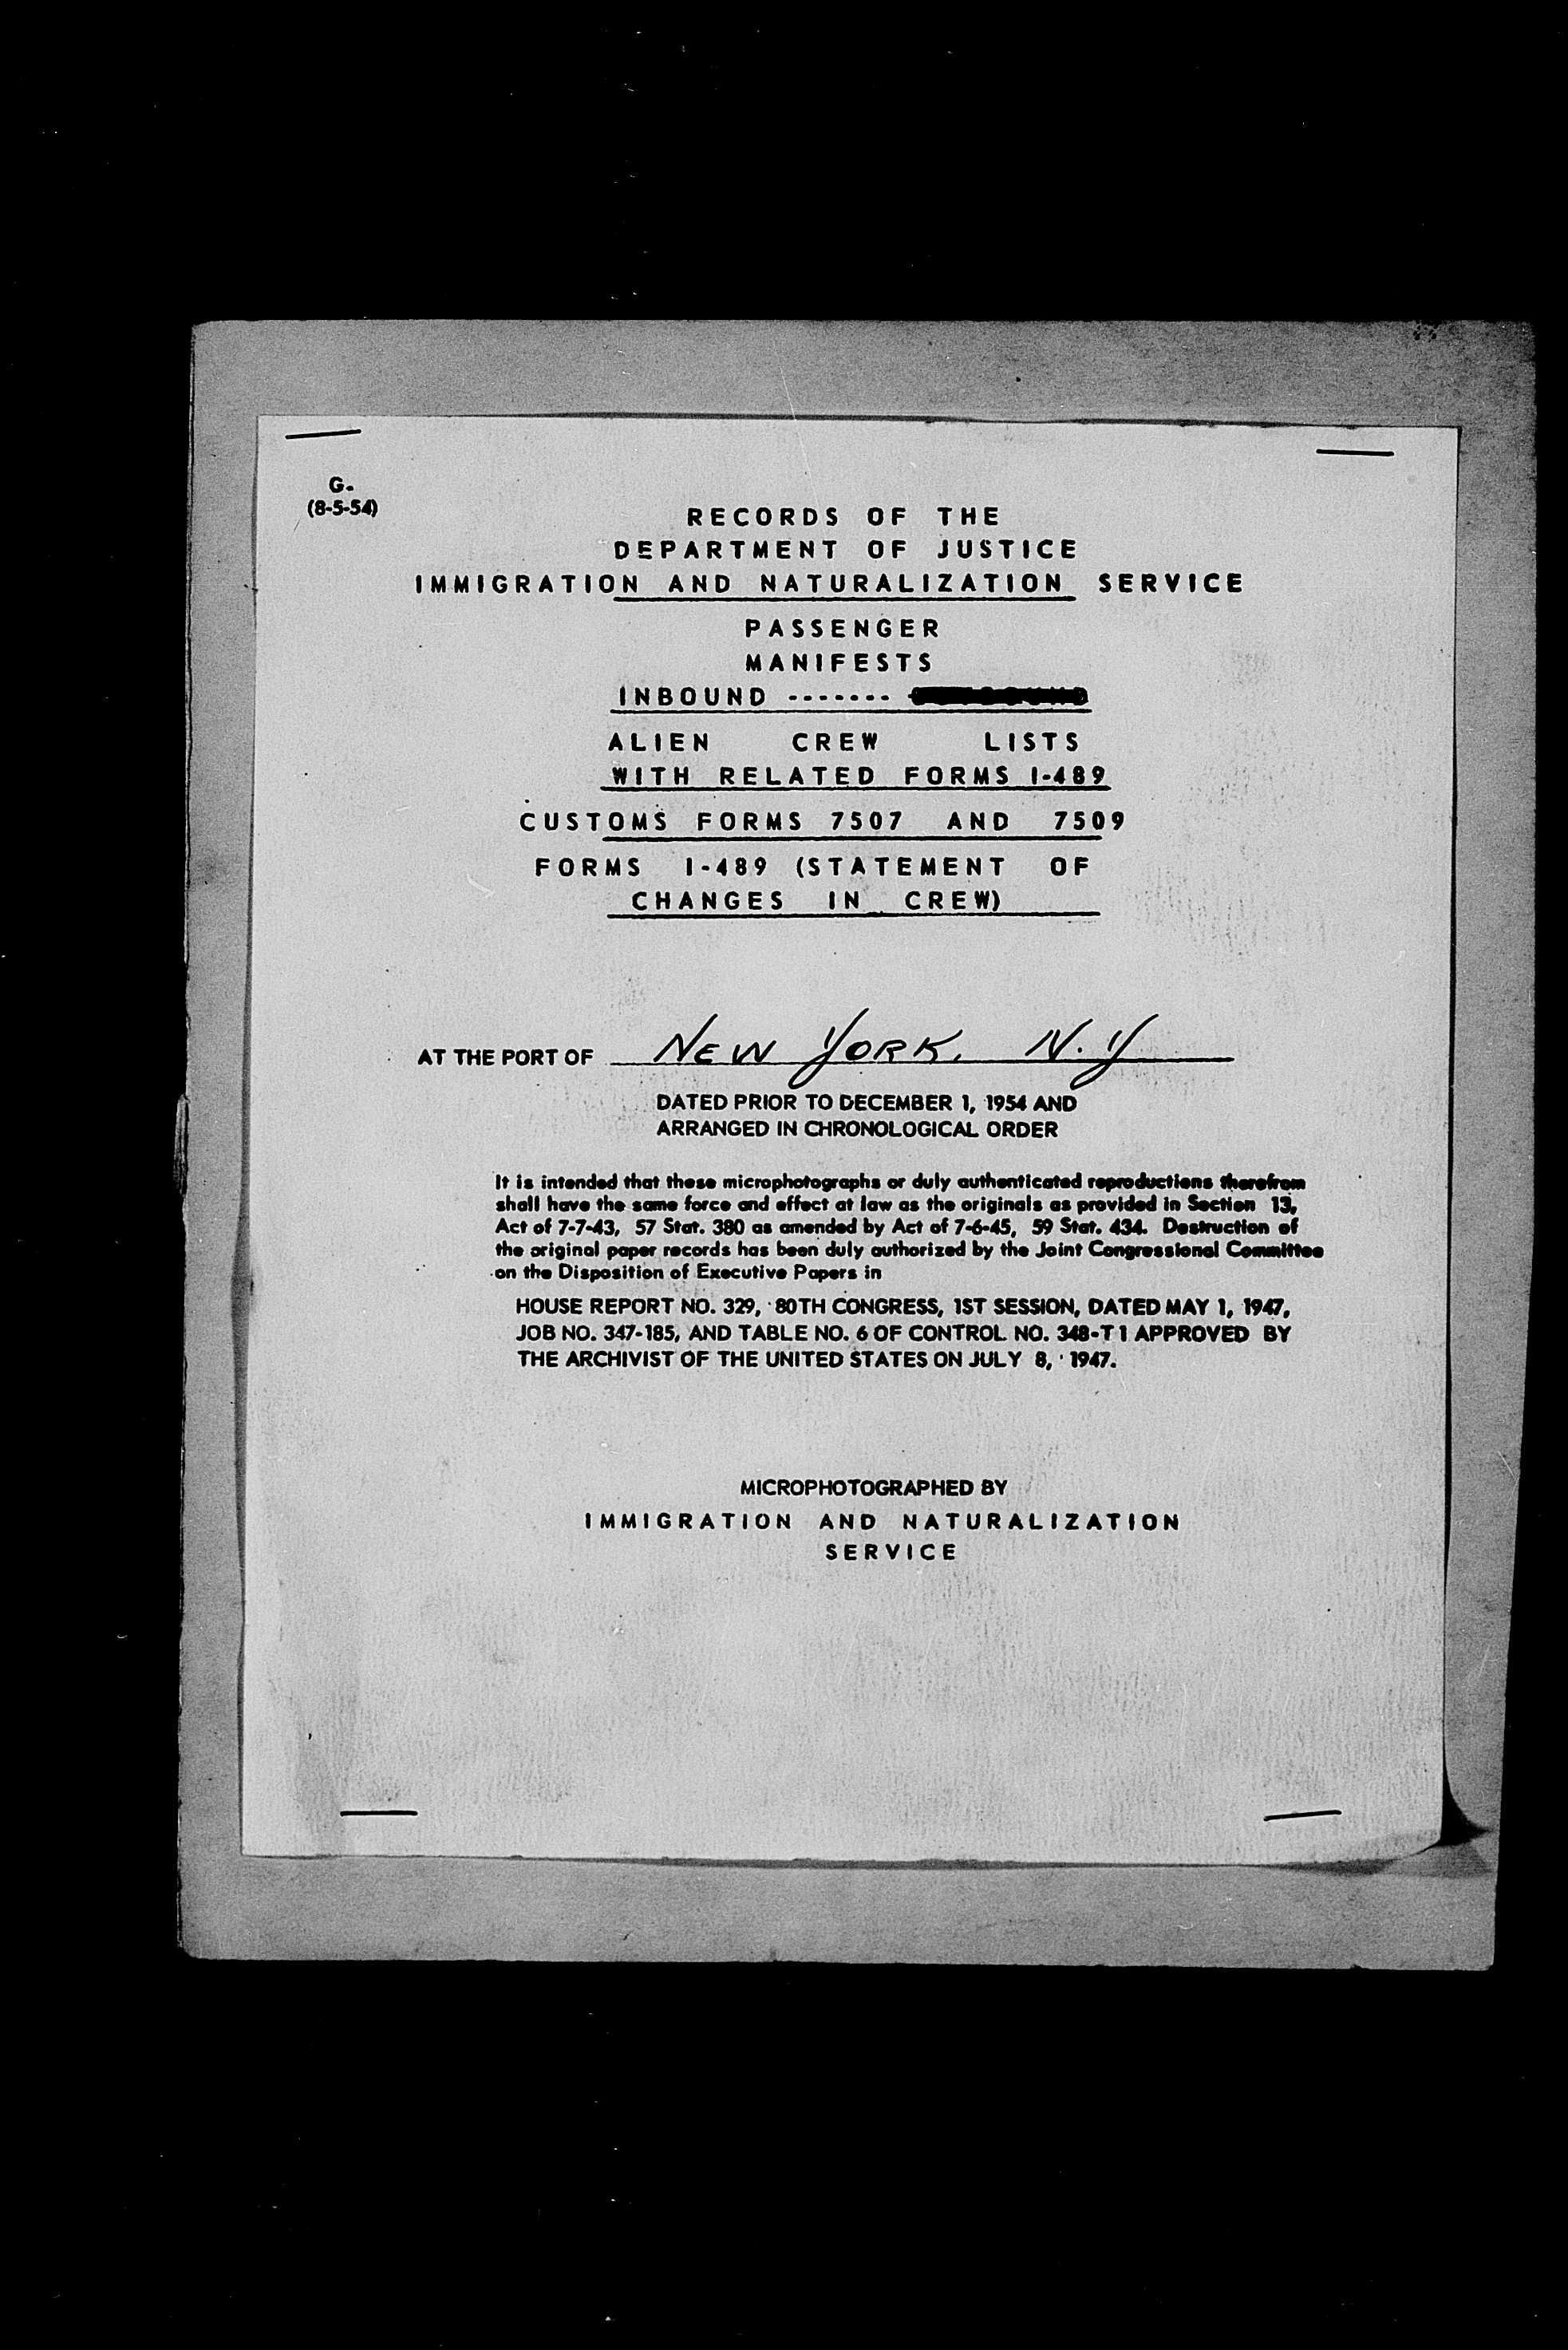 G-
(8-5-54)
RECORDS OF THE
DEPARTMENT OF JUSTICE
IMMIGRATION AND NATURALIZATION SERVICE
PASSENGER
MANIFESTS
INBOUND -------
ALIEN CREW LISTS
WITH RELATED FORMS I-489
CUSTOMS FORMS 7507 AND 7509
FORMS I-489 (STATEMENT OF
CHANGES IN CREW)
AT THE PORT OF NEW YORK, N.Y
DATED PRIOR TO DECEMBER 1, 1954 AND
ARRANGED IN CHRONOLOGICAL ORDER
It is intended that these microphotographs or duly authenticated reproductions therefrom
shall have the same force and effect at law as the originals as provided in Section 13,
Act of 7-7-43, 57 Stat. 380 as amended by Act of 7-6-45, 59 Stat. 434. Destruction of
the original paper records has been duly authorized by the Joint Congressional Committee
on the Disposition of Executive Papers in
HOUSE REPORT NO. 329, 80TH CONGRESS, 1ST SESSION, DATED MAY 1, 1947,
JOB NO. 347-185, AND TABLE NO. 6 OF CONTROL NO. 348-T1 APPROVED BY
THE ARCHIVIST OF THE UNITED STATES ON JULY 8, 1947.
MICROPHOTOGRAPHED BY
IMMIGRATION AND NATURALIZATION
SERVICE